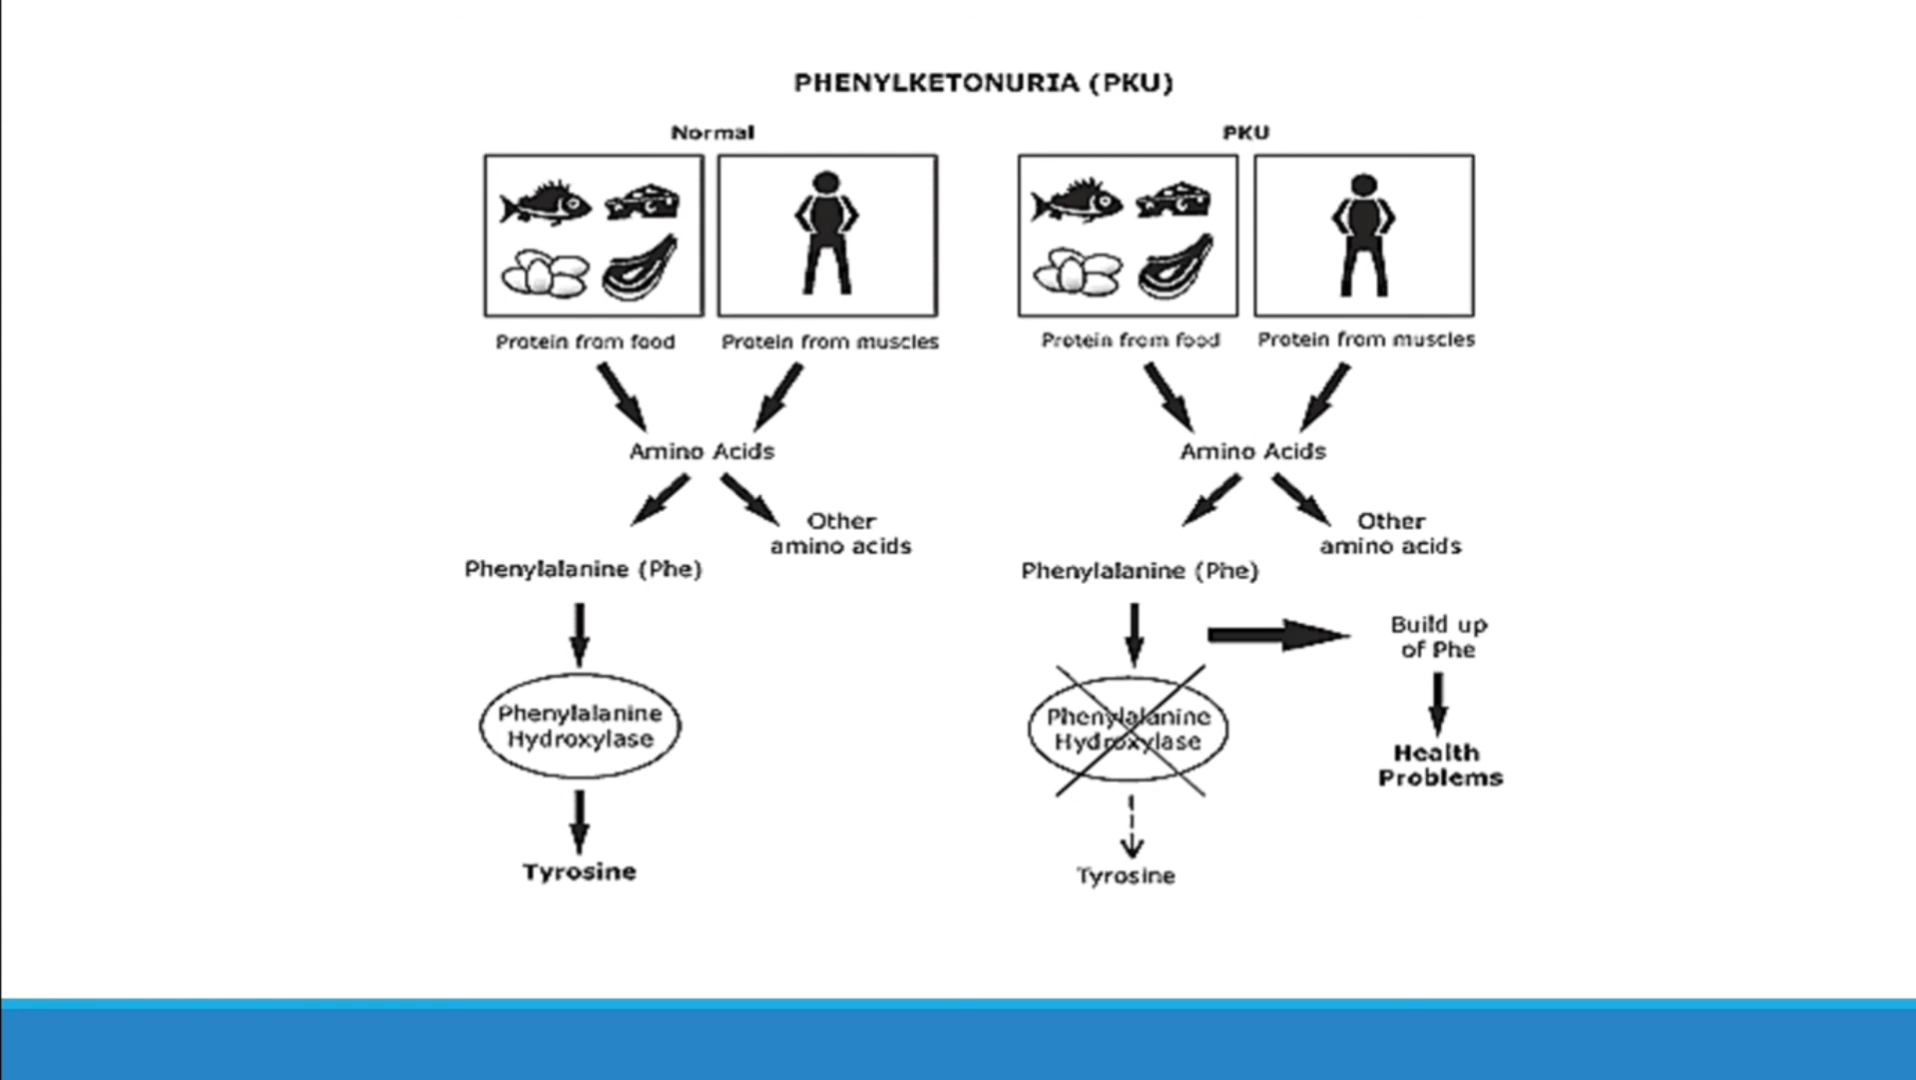 PHENYLKETONURIA (PKU)
Normal
Protein from food
Protein from muscles
Amino Acids
Other
amino acids
Phenylalanine (Phe)
Phenylalanine
Hydroxylase
Tyrosine
PKU
Protein from food
Protein from muscles
Amino Acids
Other
amino acids
Phenylalanine (Phe)
Build up
of Phe
Phenylalanine
Hydroxylase
Health
Problems
Tyrosine